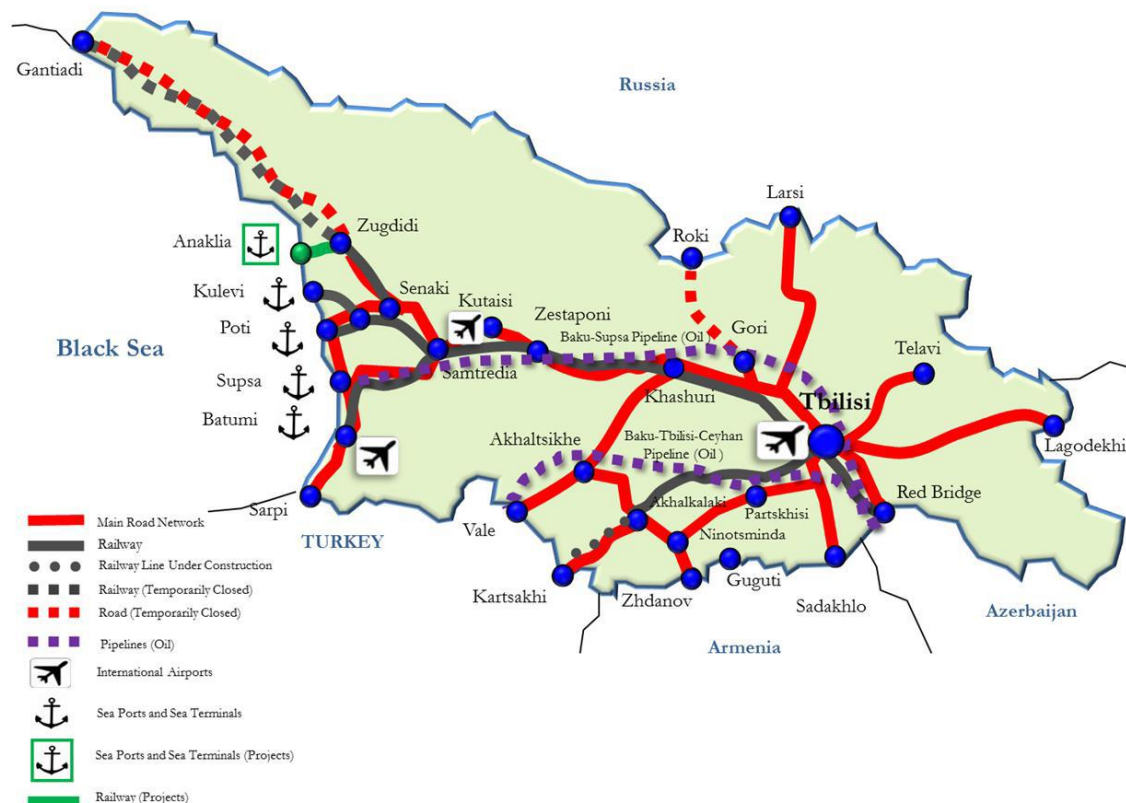 Gantiadi
Russia
Larsi
Zugdidi
Anaklia
Roki
Kulevi
Senaki
Kutaisi
Zestaponi
Poti
Baku-Supsa Pipeline (Oil )
Gori
Black Sea
Telavi
Samtredia
Supsa
Khashuri
Tbilisi
Batumi
Akhaltsikhe
Baku-Tbilisi-Ceyhan
Pipeline (Oil )
Lagodekhi
Akhalkalaki
Red Bridge
Sarpi
Vale
Partskhisi
Ninotsminda
TURKEY
Guguti
Kartsakhi
Zhdanov
Sadakhlo
Azerbaijan
Armenia
Main Road Network
Railway
Railway Line Under Construction
Railway (Temporarily Closed)
Road (Temporarily Closed)
Pipelines (Oil)
International Airports
Sea Ports and Sea Terminals
Sea Ports and Sea Terminals (Projects)
Railway (Projects)